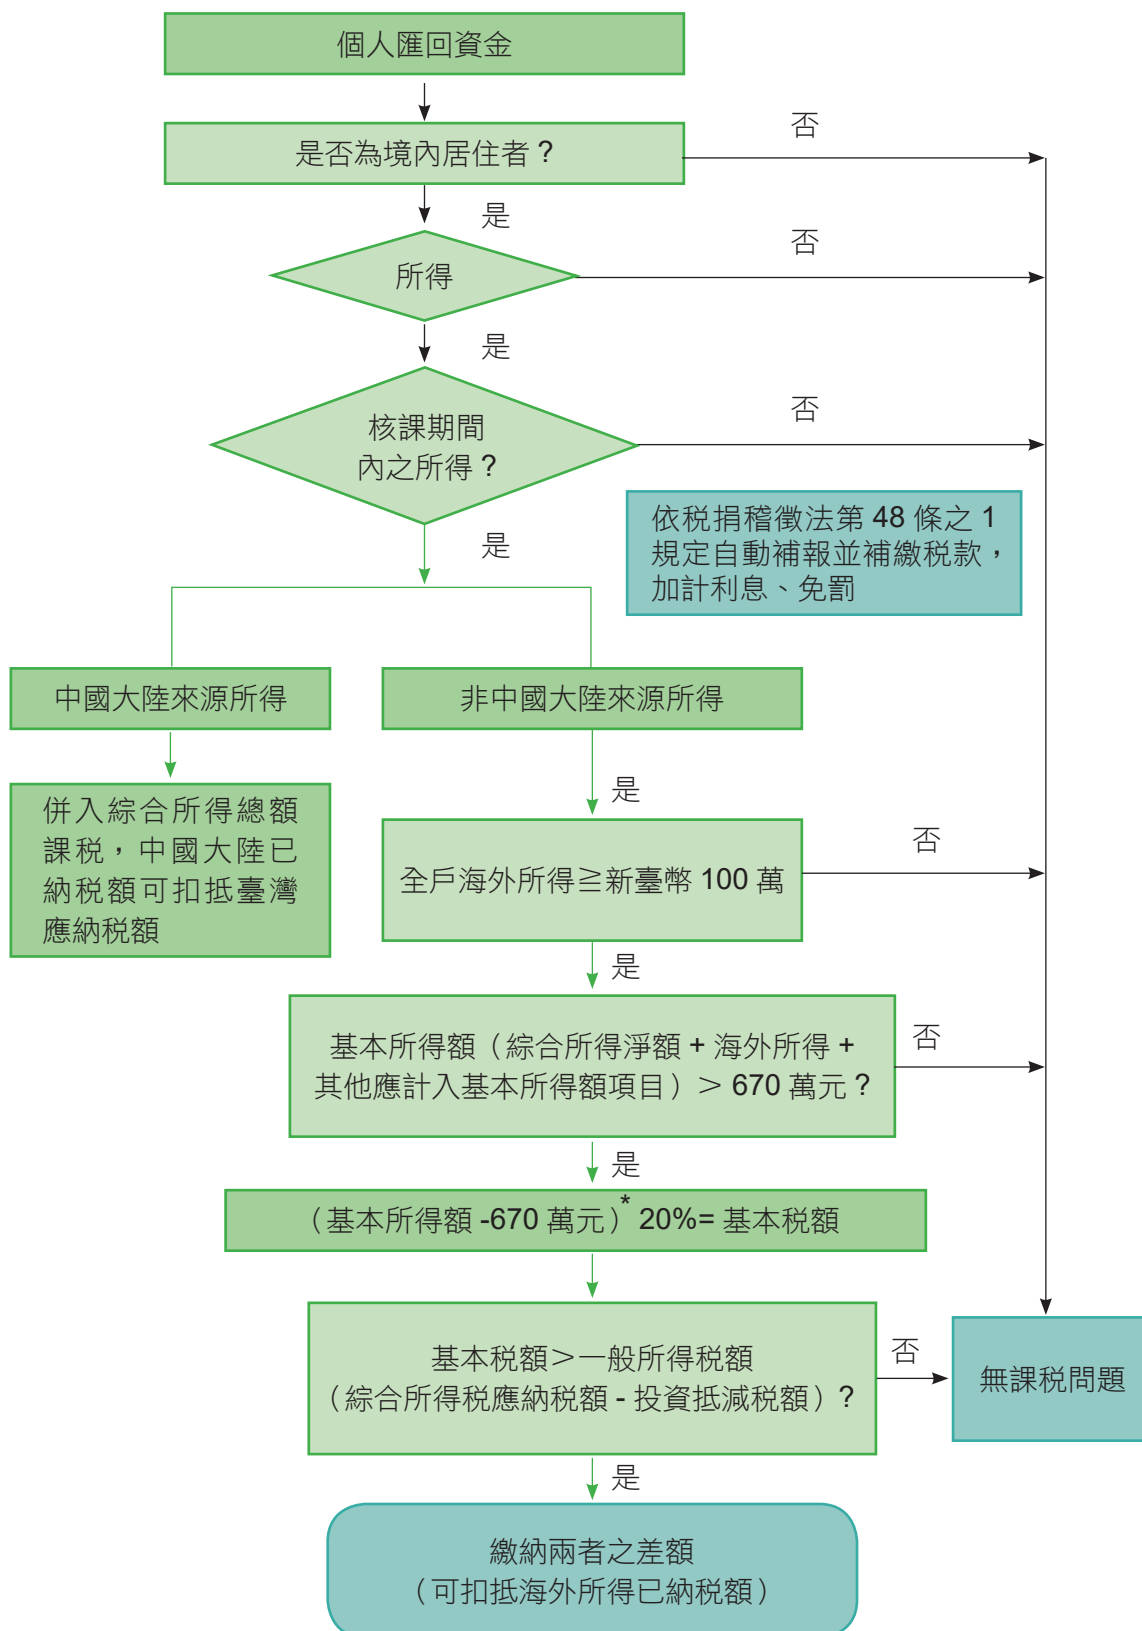 個人匯回資金
是否為境內居住者?
否
是
所得
否
是
核課期間
內之所得?
否
是
依稅捐稽徵法第 48 條之 1
規定自動補報並補繳稅款，
加計利息、免罰
中國大陸來源所得
非中國大陸來源所得
併入綜合所得總額
課稅，中國大陸已
納稅額可扣抵臺灣
應納稅額
是
全戶海外所得≧新臺幣 100 萬
否
是
基本所得額（綜合所得淨額 + 海外所得 +
其他應計入基本所得額項目）＞ 670 萬元?
否
是
（基本所得額 -670 萬元）* 20%= 基本稅額
基本稅額＞一般所得稅額
（綜合所得稅應納稅額 - 投資抵減稅額）?
否
無課稅問題
是
繳納兩者之差額
（可扣抵海外所得已納稅額）